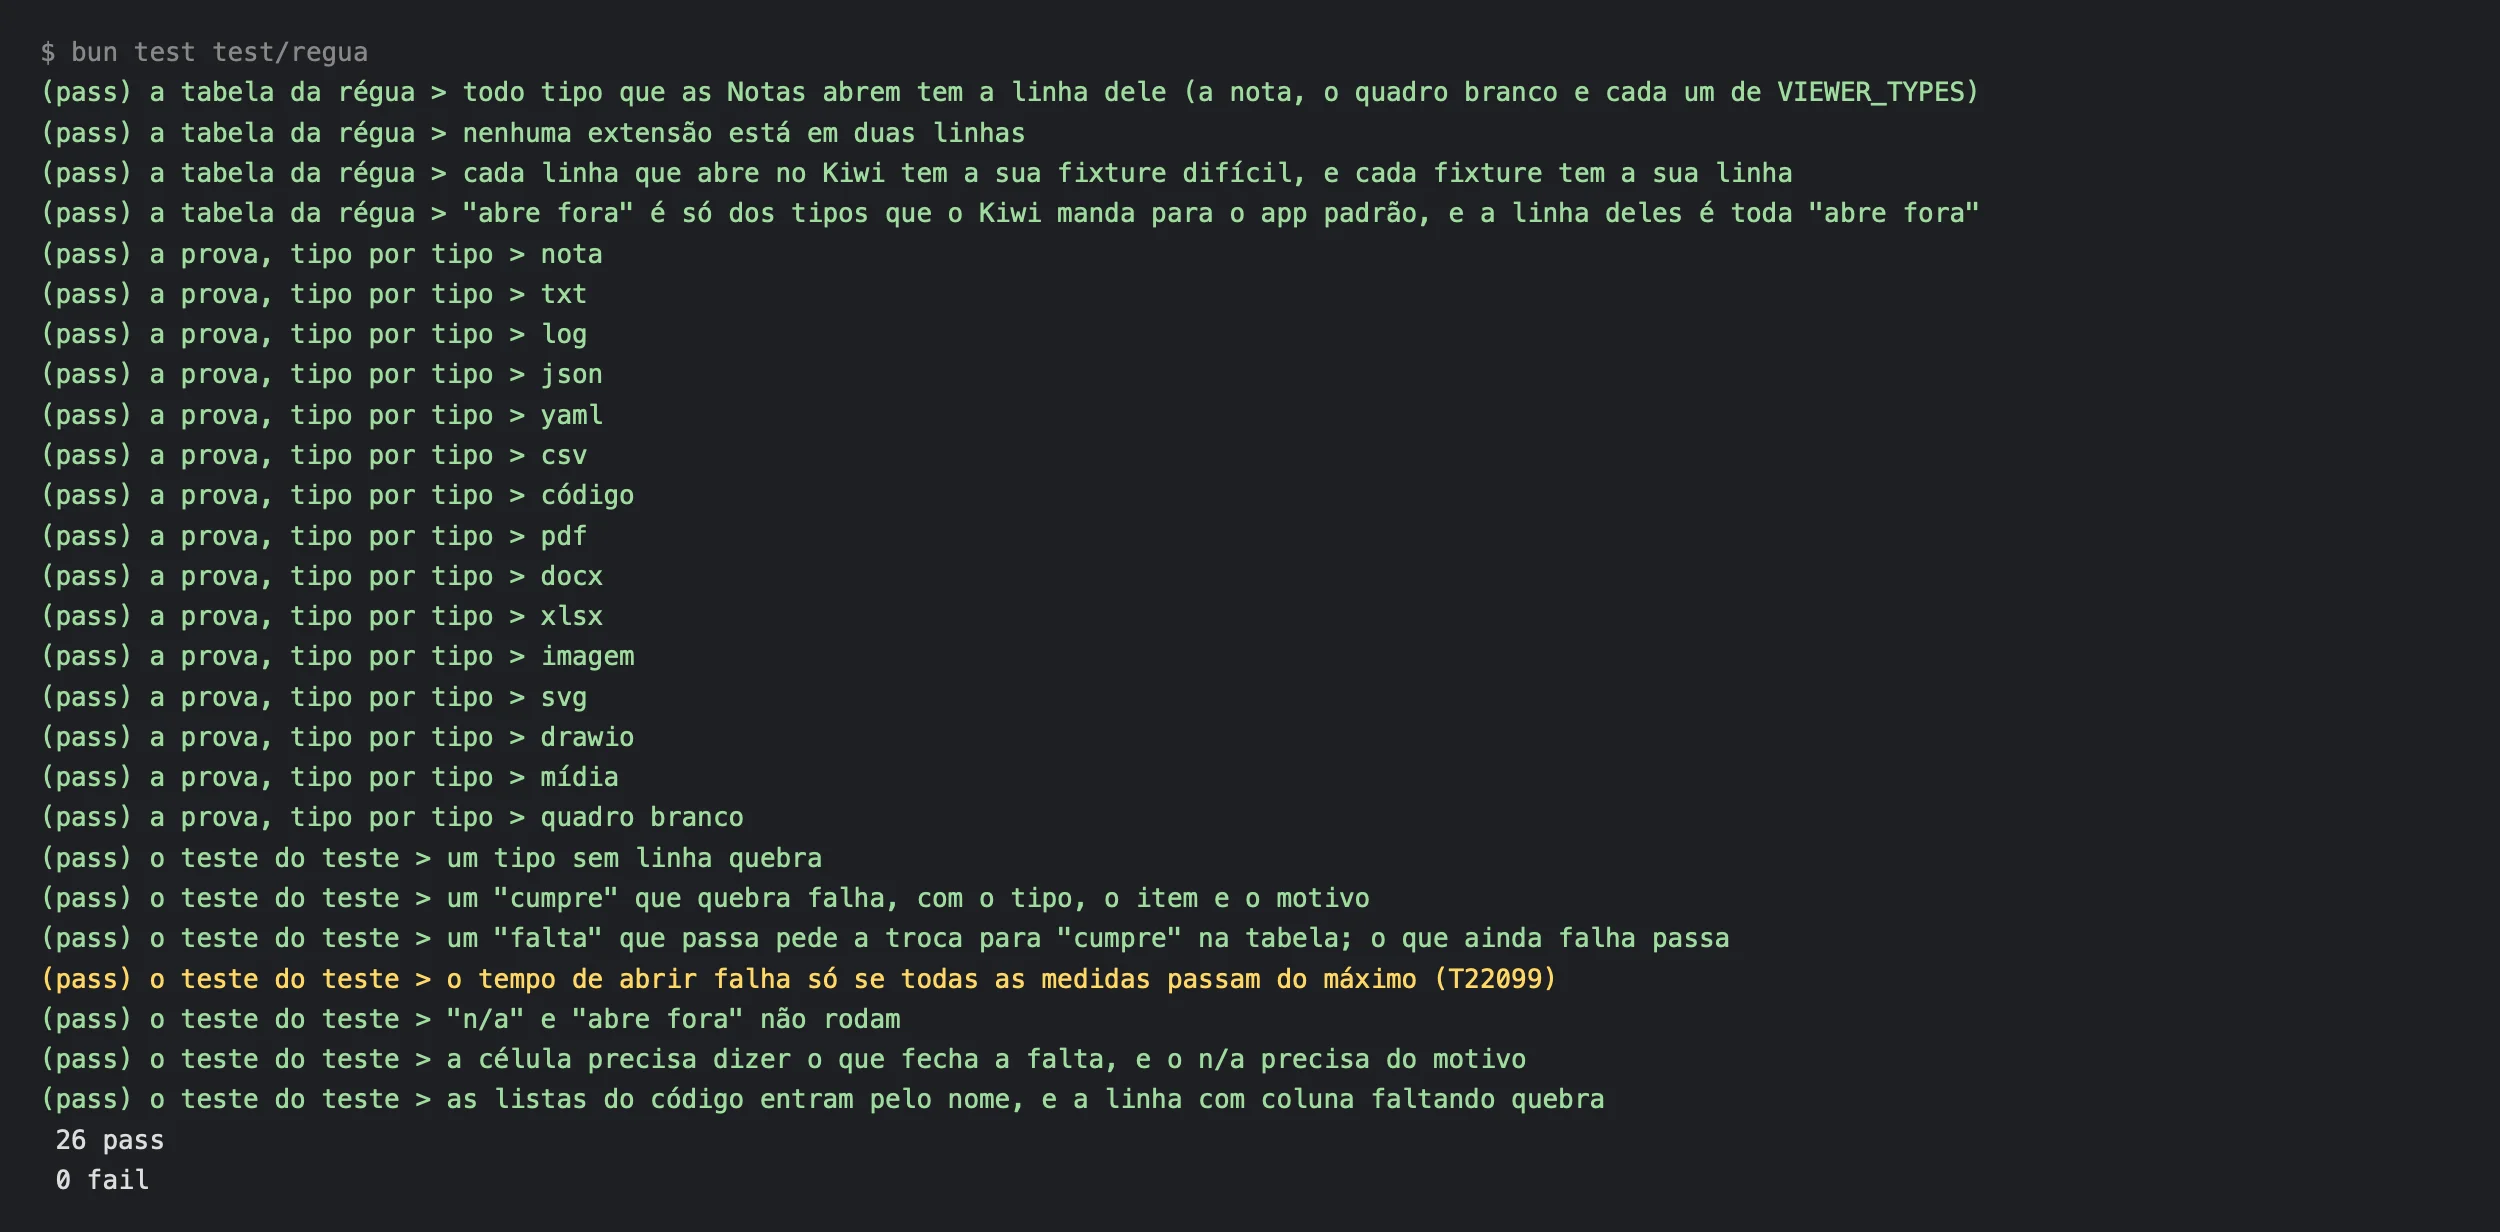 $ bun test test/regua
(pass) a tabela da régua > todo tipo que as Notas abrem tem a linha dele (a nota, o quadro branco e cada um de VIEWER_TYPES)
(pass) a tabela da régua > nenhuma extensão está em duas linhas
(pass) a tabela da régua > cada linha que abre no Kiwi tem a sua fixture difícil, e cada fixture tem a sua linha
(pass) a tabela da régua > "abre fora" é só dos tipos que o Kiwi manda para o app padrão, e a linha deles é toda "abre fora"
(pass) a prova, tipo por tipo > nota
(pass) a prova, tipo por tipo > txt
(pass) a prova, tipo por tipo > log
(pass) a prova, tipo por tipo > json
(pass) a prova, tipo por tipo > yaml
(pass) a prova, tipo por tipo > csv
(pass) a prova, tipo por tipo > código
(pass) a prova, tipo por tipo > pdf
(pass) a prova, tipo por tipo > docx
(pass) a prova, tipo por tipo > xlsx
(pass) a prova, tipo por tipo > imagem
(pass) a prova, tipo por tipo > svg
(pass) a prova, tipo por tipo > drawio
(pass) a prova, tipo por tipo > mídia
(pass) a prova, tipo por tipo > quadro branco
(pass) o teste do teste > um tipo sem linha quebra
(pass) o teste do teste > um "cumpre" que quebra falha, com o tipo, o item e o motivo
(pass) o teste do teste > um "falta" que passa pede a troca para "cumpre" na tabela; o que ainda falha passa
(pass) o teste do teste > o tempo de abrir falha só se todas as medidas passam do máximo (T22099)
(pass) o teste do teste > "n/a" e "abre fora" não rodam
(pass) o teste do teste > a célula precisa dizer o que fecha a falta, e o n/a precisa do motivo
(pass) o teste do teste > as listas do código entram pelo nome, e a linha com coluna faltando quebra
26 pass
0 fail